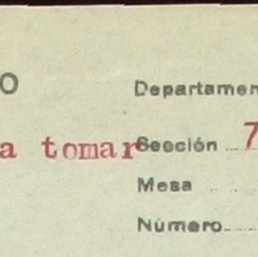 O Departamen
a tomar Sección 7
Mesa
Número